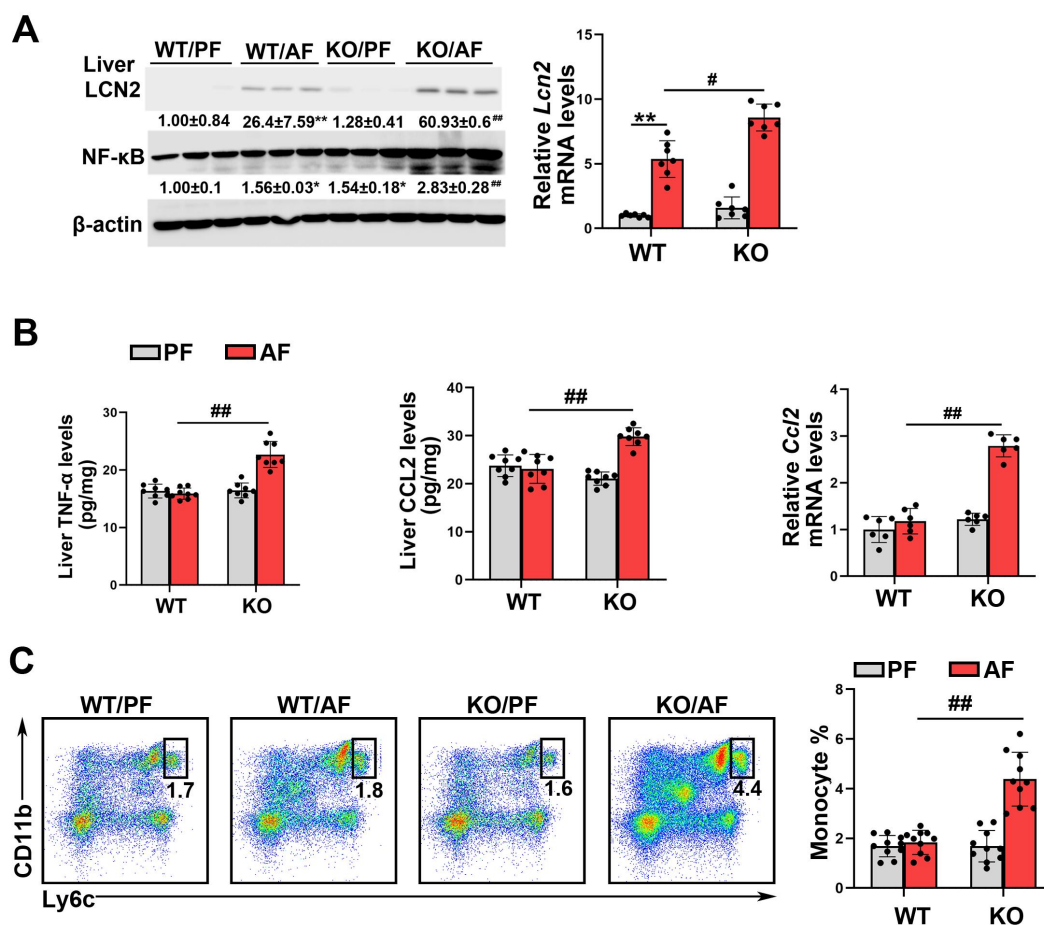 A
WT/PF WT/AF KO/PF KO/AF
Liver
LCN2
1.00±0.84 26.4±7.59** 1.28±0.41 60.93±0.6##
NF-κB
1.00±0.1 1.56±0.03* 1.54±0.18* 2.83±0.28##
β-actin
Relative Lcn2
mRNA levels
15
10
5
0
**
#
WT KO
B
PF AF
Liver TNF-α levels
(pg/mg)
30
20
10
0
##
WT KO
Liver CCL2 levels
(pg/mg)
40
30
20
10
0
##
WT KO
Relative Ccl2
mRNA levels
4
3
2
1
0
##
WT KO
C
WT/PF WT/AF KO/PF KO/AF
1.7 1.8 1.6 4.4
CD11b
Ly6c
PF AF
Monocyte %
8
6
4
2
0
##
WT KO